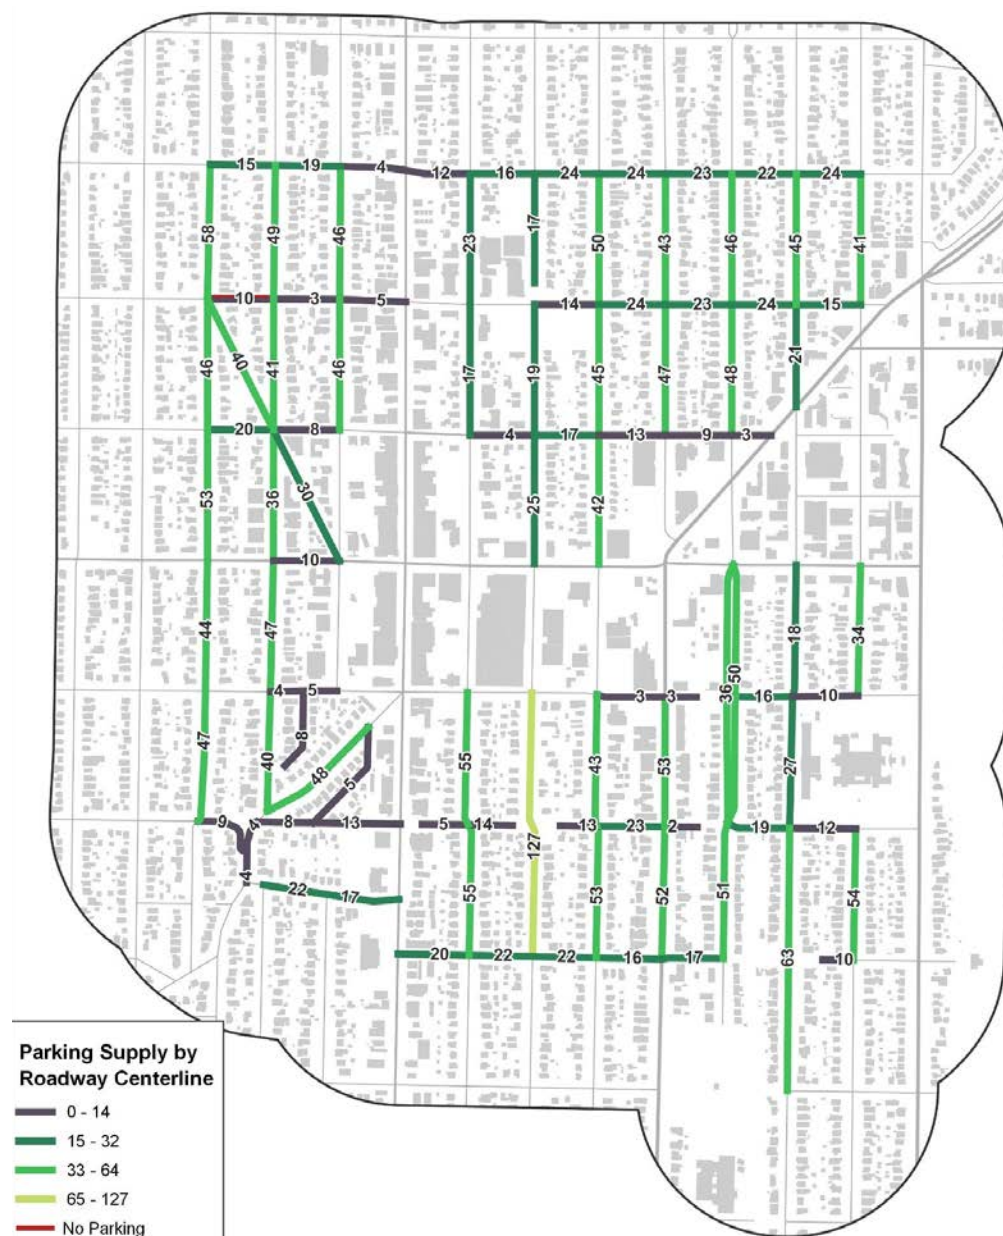 15 19 4 12 16 24 24 23 22 24
58 49 46 23 17 50 43 46 45 41
10 3 5 14 24 23 24 15
46 40 41 46 17 19 45 47 48 21
20 8 4 17 13 9 3
53 36 30 25 42
10
44 47 18 34
4 5 3 3 36 50 16 10
47 40 8 48 5 55 43 53 27
9 4 8 13 5 14 13 23 2 19 12
127
4 22 17 55 53 52 51 54
20 22 22 16 17 63 10
Parking Supply by
Roadway Centerline
0 - 14
15 - 32
33 - 64
65 - 127
No Parking